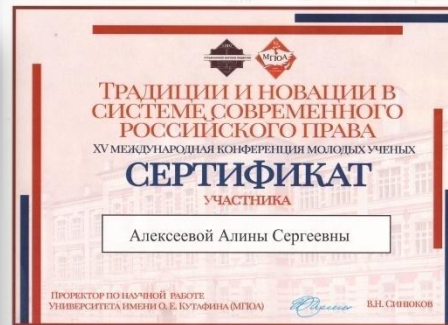 МГЮА
ТРАДИЦИИ И НОВАЦИИ В
СИСТЕМЕ СОВРЕМЕННОГО
РОССИЙСКОГО ПРАВА
XV МЕЖДУНАРОДНАЯ КОНФЕРЕНЦИЯ МОЛОДЫХ УЧЕНЫХ
СЕРТИФИКАТ
УЧАСТНИКА
Алексеевой Алины Сергеевны
ПРОРЕКТОР ПО НАУЧНОЙ РАБОТЕ
УНИВЕРСИТЕТА ИМЕНИ О. Е. КУТАФИНА (МГЮА)
В.Н. СИНЮКОВ